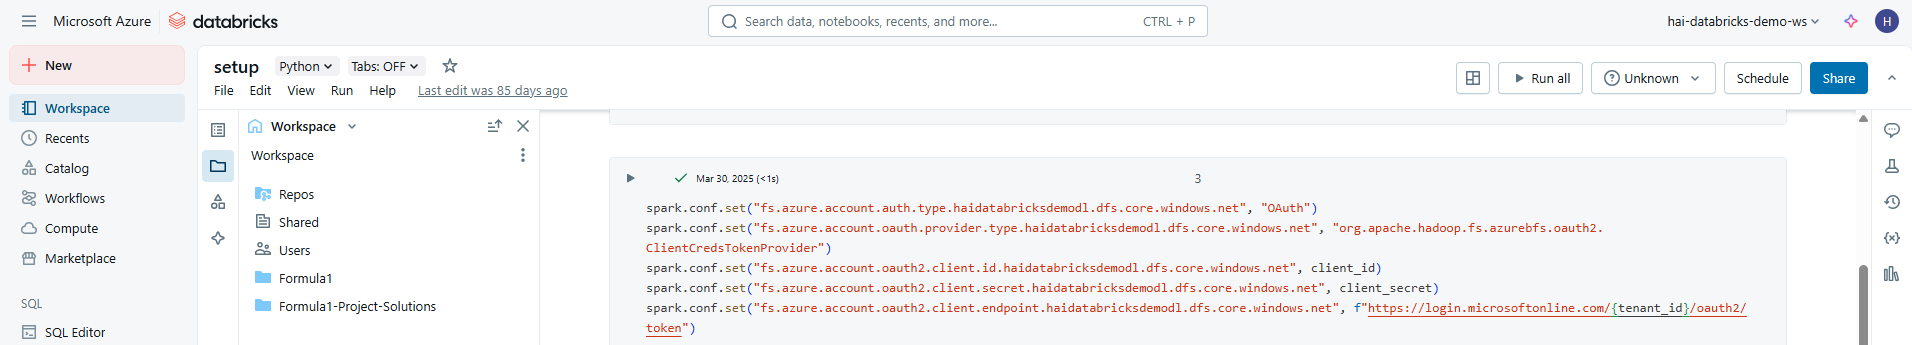 Microsoft Azure databricks Search data, notebooks, recents, and more... CTRL + P hai-databricks-demo-ws H
New
Workspace
Recents
Catalog
Workflows
Compute
Marketplace
SQL
SQL Editor
setup Python Tabs: OFF
File Edit View Run Help Last edit was 85 days ago
Run all ? Unknown Schedule Share
Workspace
Workspace
Repos
Shared
Users
Formula1
Formula1-Project-Solutions
Mar 30, 2025 (<1s) 3
spark.conf.set("fs.azure.account.auth.type.haidatabricksdemodl.dfs.core.windows.net", "OAuth")
spark.conf.set("fs.azure.account.oauth.provider.type.haidatabricksdemodl.dfs.core.windows.net", "org.apache.hadoop.fs.azurebfs.oauth2.
ClientCredsTokenProvider")
spark.conf.set("fs.azure.account.oauth2.client.id.haidatabricksdemodl.dfs.core.windows.net", client_id)
spark.conf.set("fs.azure.account.oauth2.client.secret.haidatabricksdemodl.dfs.core.windows.net", client_secret)
spark.conf.set("fs.azure.account.oauth2.client.endpoint.haidatabricksdemodl.dfs.core.windows.net", f"https://login.microsoftonline.com/{tenant_id}/oauth2/
token")